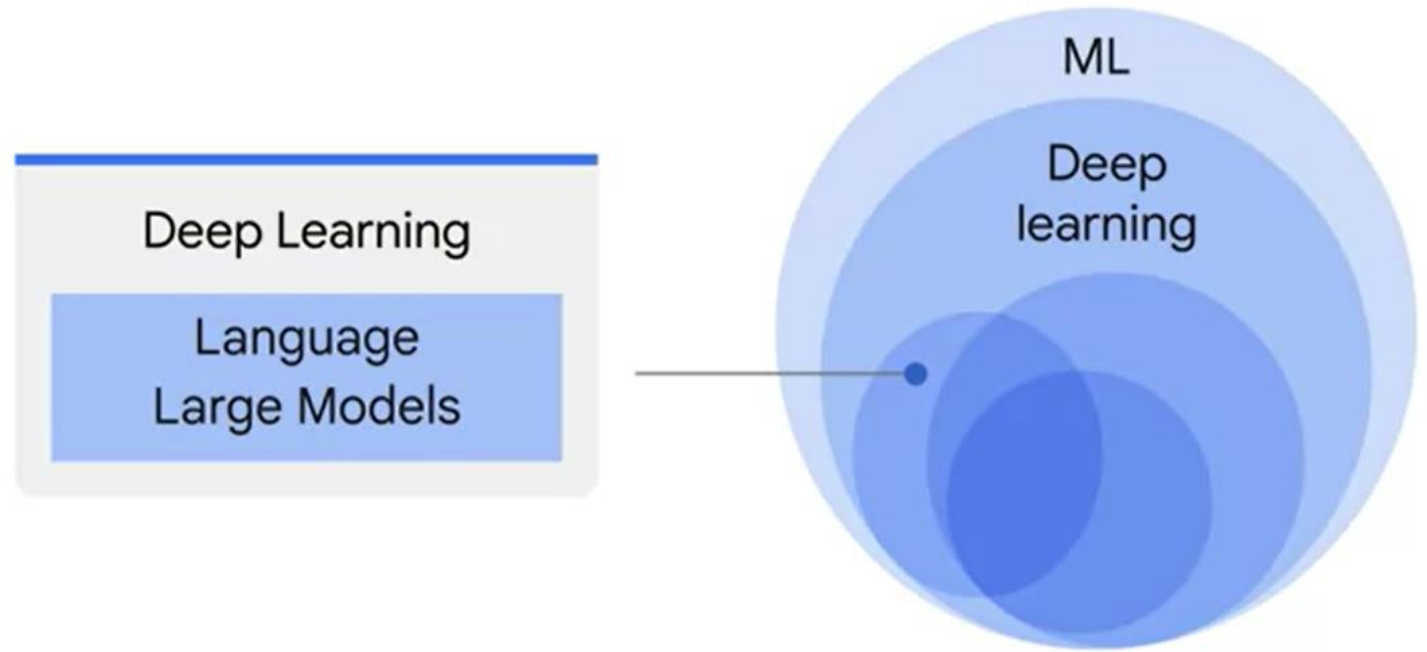 Deep Learning
Language
Large Models
ML
Deep
learning